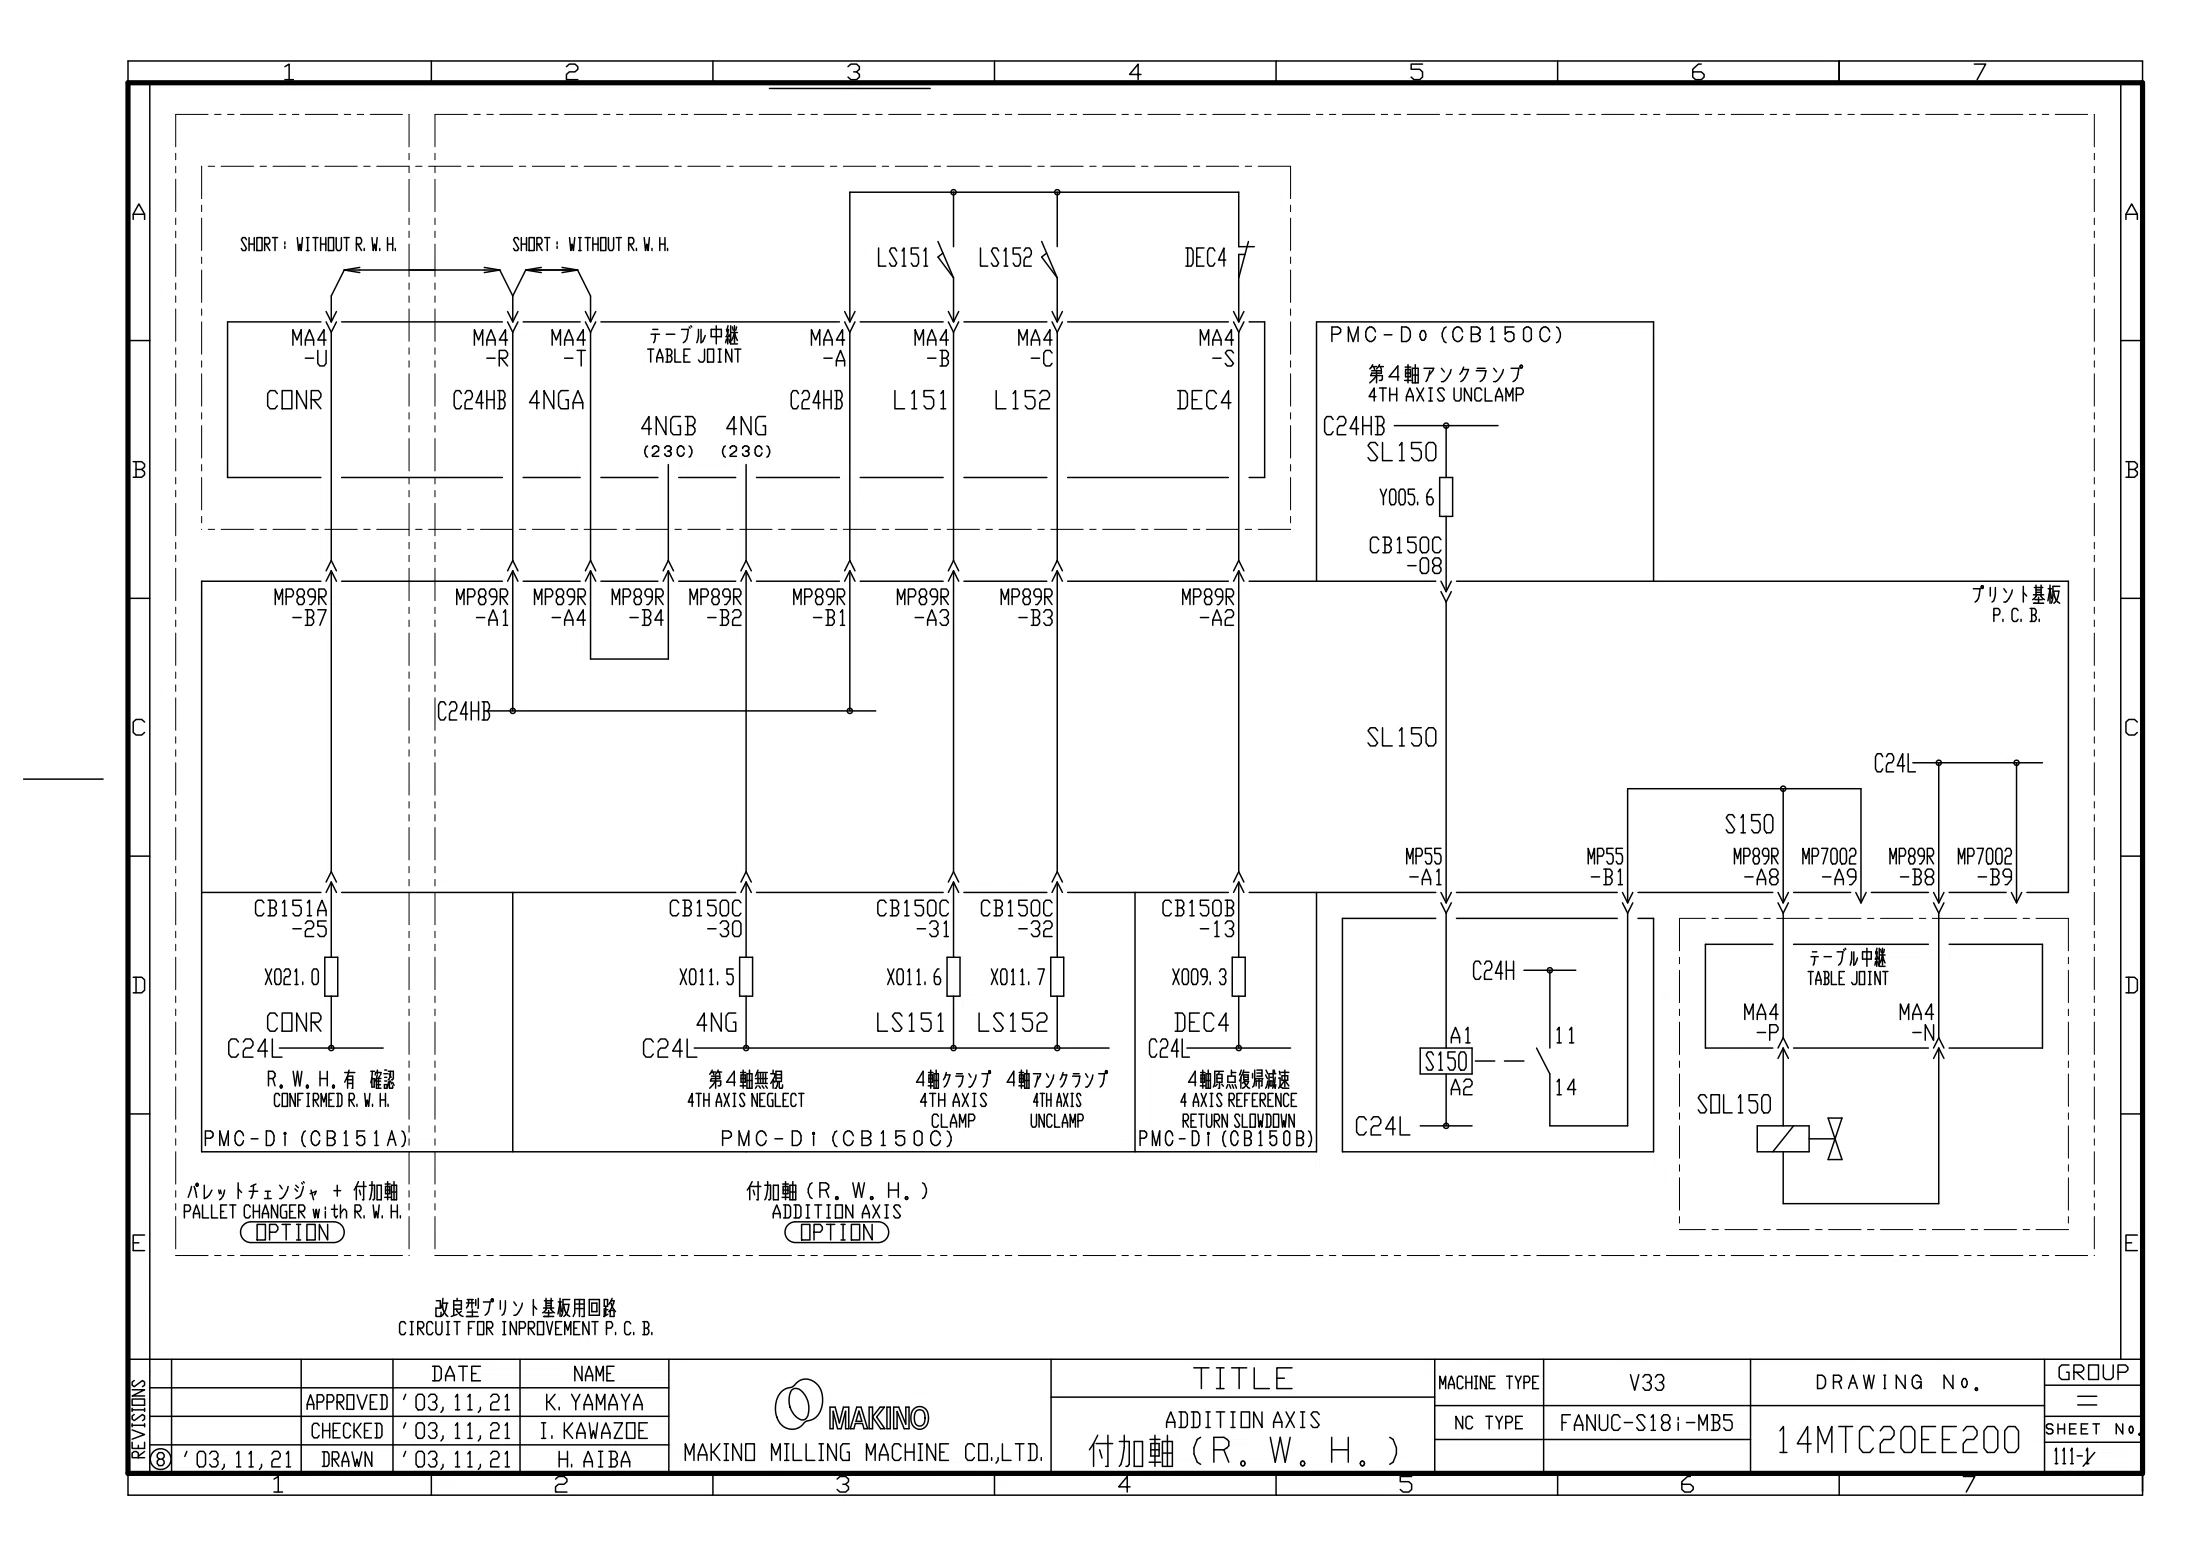 1 2 3 4 5 6 7
A A
B B
C C
D D
E E
SHORT: WITHOUT R. W. H.
SHORT: WITHOUT R. W. H.
LS151
LS152
DEC4
MA4
-U
MA4
-R
MA4
-T
テーブル中継
TABLE JOINT
MA4
-A
MA4
-B
MA4
-C
MA4
-S
CONR
C24HB
4NGA
4NGB
(23C)
4NG
(23C)
C24HB
L151
L152
DEC4
PMC-Do (CB150C)
第4軸アンクランプ
4TH AXIS UNCLAMP
C24HB
SL150
Y005. 6
CB150C
-08
プリント基板
P. C. B.
MP89R
-B7
MP89R
-A1
MP89R
-A4
MP89R
-B4
MP89R
-B2
MP89R
-B1
MP89R
-A3
MP89R
-B3
MP89R
-A2
C24HB
SL150
C24L
S150
MP55
-A1
MP55
-B1
MP89R
-A8
MP7002
-A9
MP89R
-B8
MP7002
-B9
CB151A
-25
CB150C
-30
CB150C
-31
CB150C
-32
CB150B
-13
X021. 0
X011. 5
X011. 6
X011. 7
X009. 3
CONR
4NG
LS151
LS152
DEC4
C24L
C24L
C24L
R. W. H. 有 確認
CONFIRMED R. W. H.
第4軸無視
4TH AXIS NEGLECT
4軸クランプ
4TH AXIS
CLAMP
4軸アンクランプ
4TH AXIS
UNCLAMP
4軸原点復帰減速
4 AXIS REFERENCE
RETURN SLOWDOWN
PMC-Di (CB151A)
PMC-Di (CB150C)
PMC-Di (CB150B)
C24H
A1
S150
A2
11
14
C24L
テーブル中継
TABLE JOINT
MA4
-P
MA4
-N
SOL150
パレットチェンジャ + 付加軸
PALLET CHANGER with R. W. H.
OPTION
付加軸 (R. W. H. )
ADDITION AXIS
OPTION
改良型プリント基板用回路
CIRCUIT FOR INPROVEMENT P. C. B.
REVISIONS
DATE NAME
APPROVED ' 03, 11, 21 K. YAMAYA
CHECKED ' 03, 11, 21 I. KAWAZOE
8 ' 03, 11, 21 DRAWN ' 03, 11, 21 H. AIBA
MAKINO
MAKINO MILLING MACHINE CO.,LTD.
TITLE
ADDITION AXIS
付加軸 (R. W. H. )
MACHINE TYPE V33
NC TYPE FANUC-S18i-MB5
DRAWING No.
14MTC20EE200
GROUP
=
SHEET No.
111-1/
1 2 3 4 5 6 7